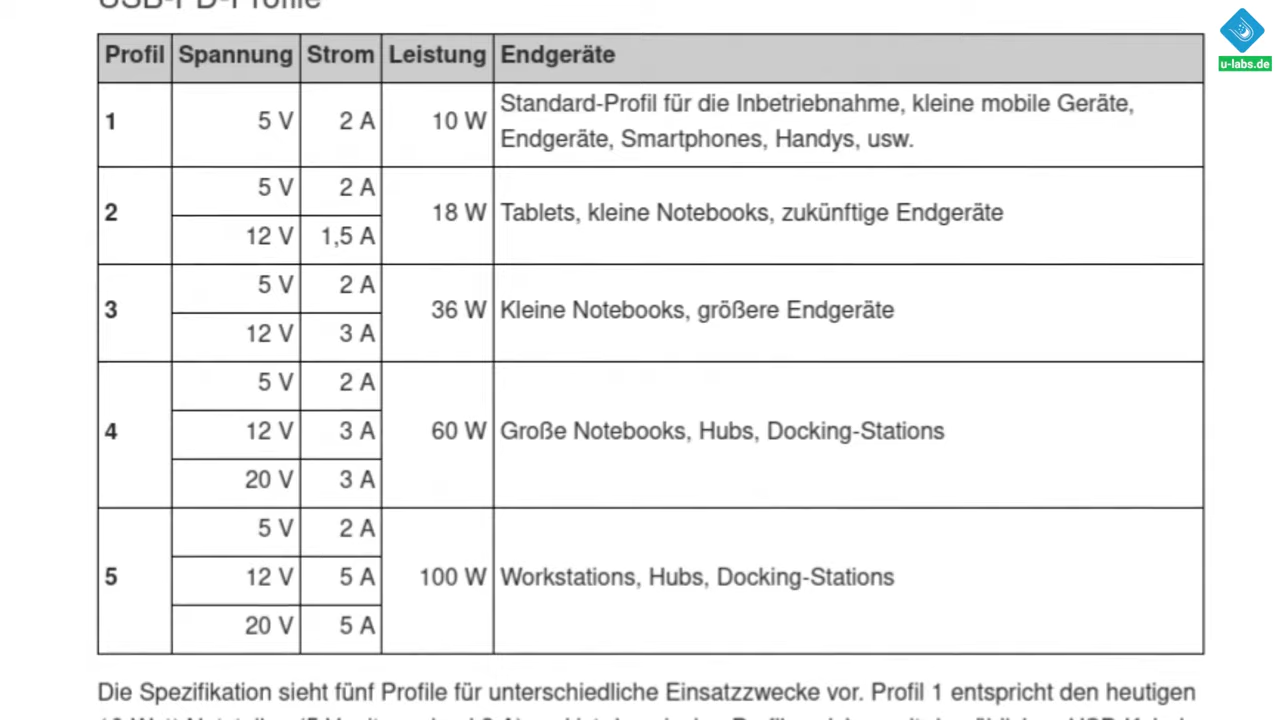 USB-PD-Profile
u-labs.de
Profil Spannung Strom Leistung Endgeräte
1 5 V 2 A 10 W Standard-Profil für die Inbetriebnahme, kleine mobile Geräte,
Endgeräte, Smartphones, Handys, usw.
2 5 V 2 A 18 W Tablets, kleine Notebooks, zukünftige Endgeräte
12 V 1,5 A
3 5 V 2 A 36 W Kleine Notebooks, größere Endgeräte
12 V 3 A
4 5 V 2 A
12 V 3 A 60 W Große Notebooks, Hubs, Docking-Stations
20 V 3 A
5 5 V 2 A
12 V 5 A 100 W Workstations, Hubs, Docking-Stations
20 V 5 A
Die Spezifikation sieht fünf Profile für unterschiedliche Einsatzzwecke vor. Profil 1 entspricht den heutigen